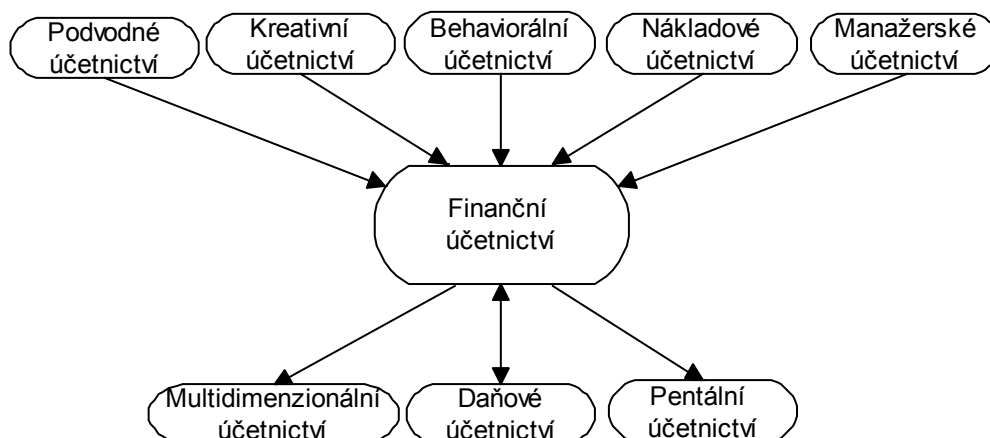 Podvodné
účetnictví
Kreativní
účetnictví
Behaviorální
účetnictví
Nákladové
účetnictví
Manažerské
účetnictví
Finanční
účetnictví
Multidimenzionální
účetnictví
Daňové
účetnictví
Pentální
účetnictví